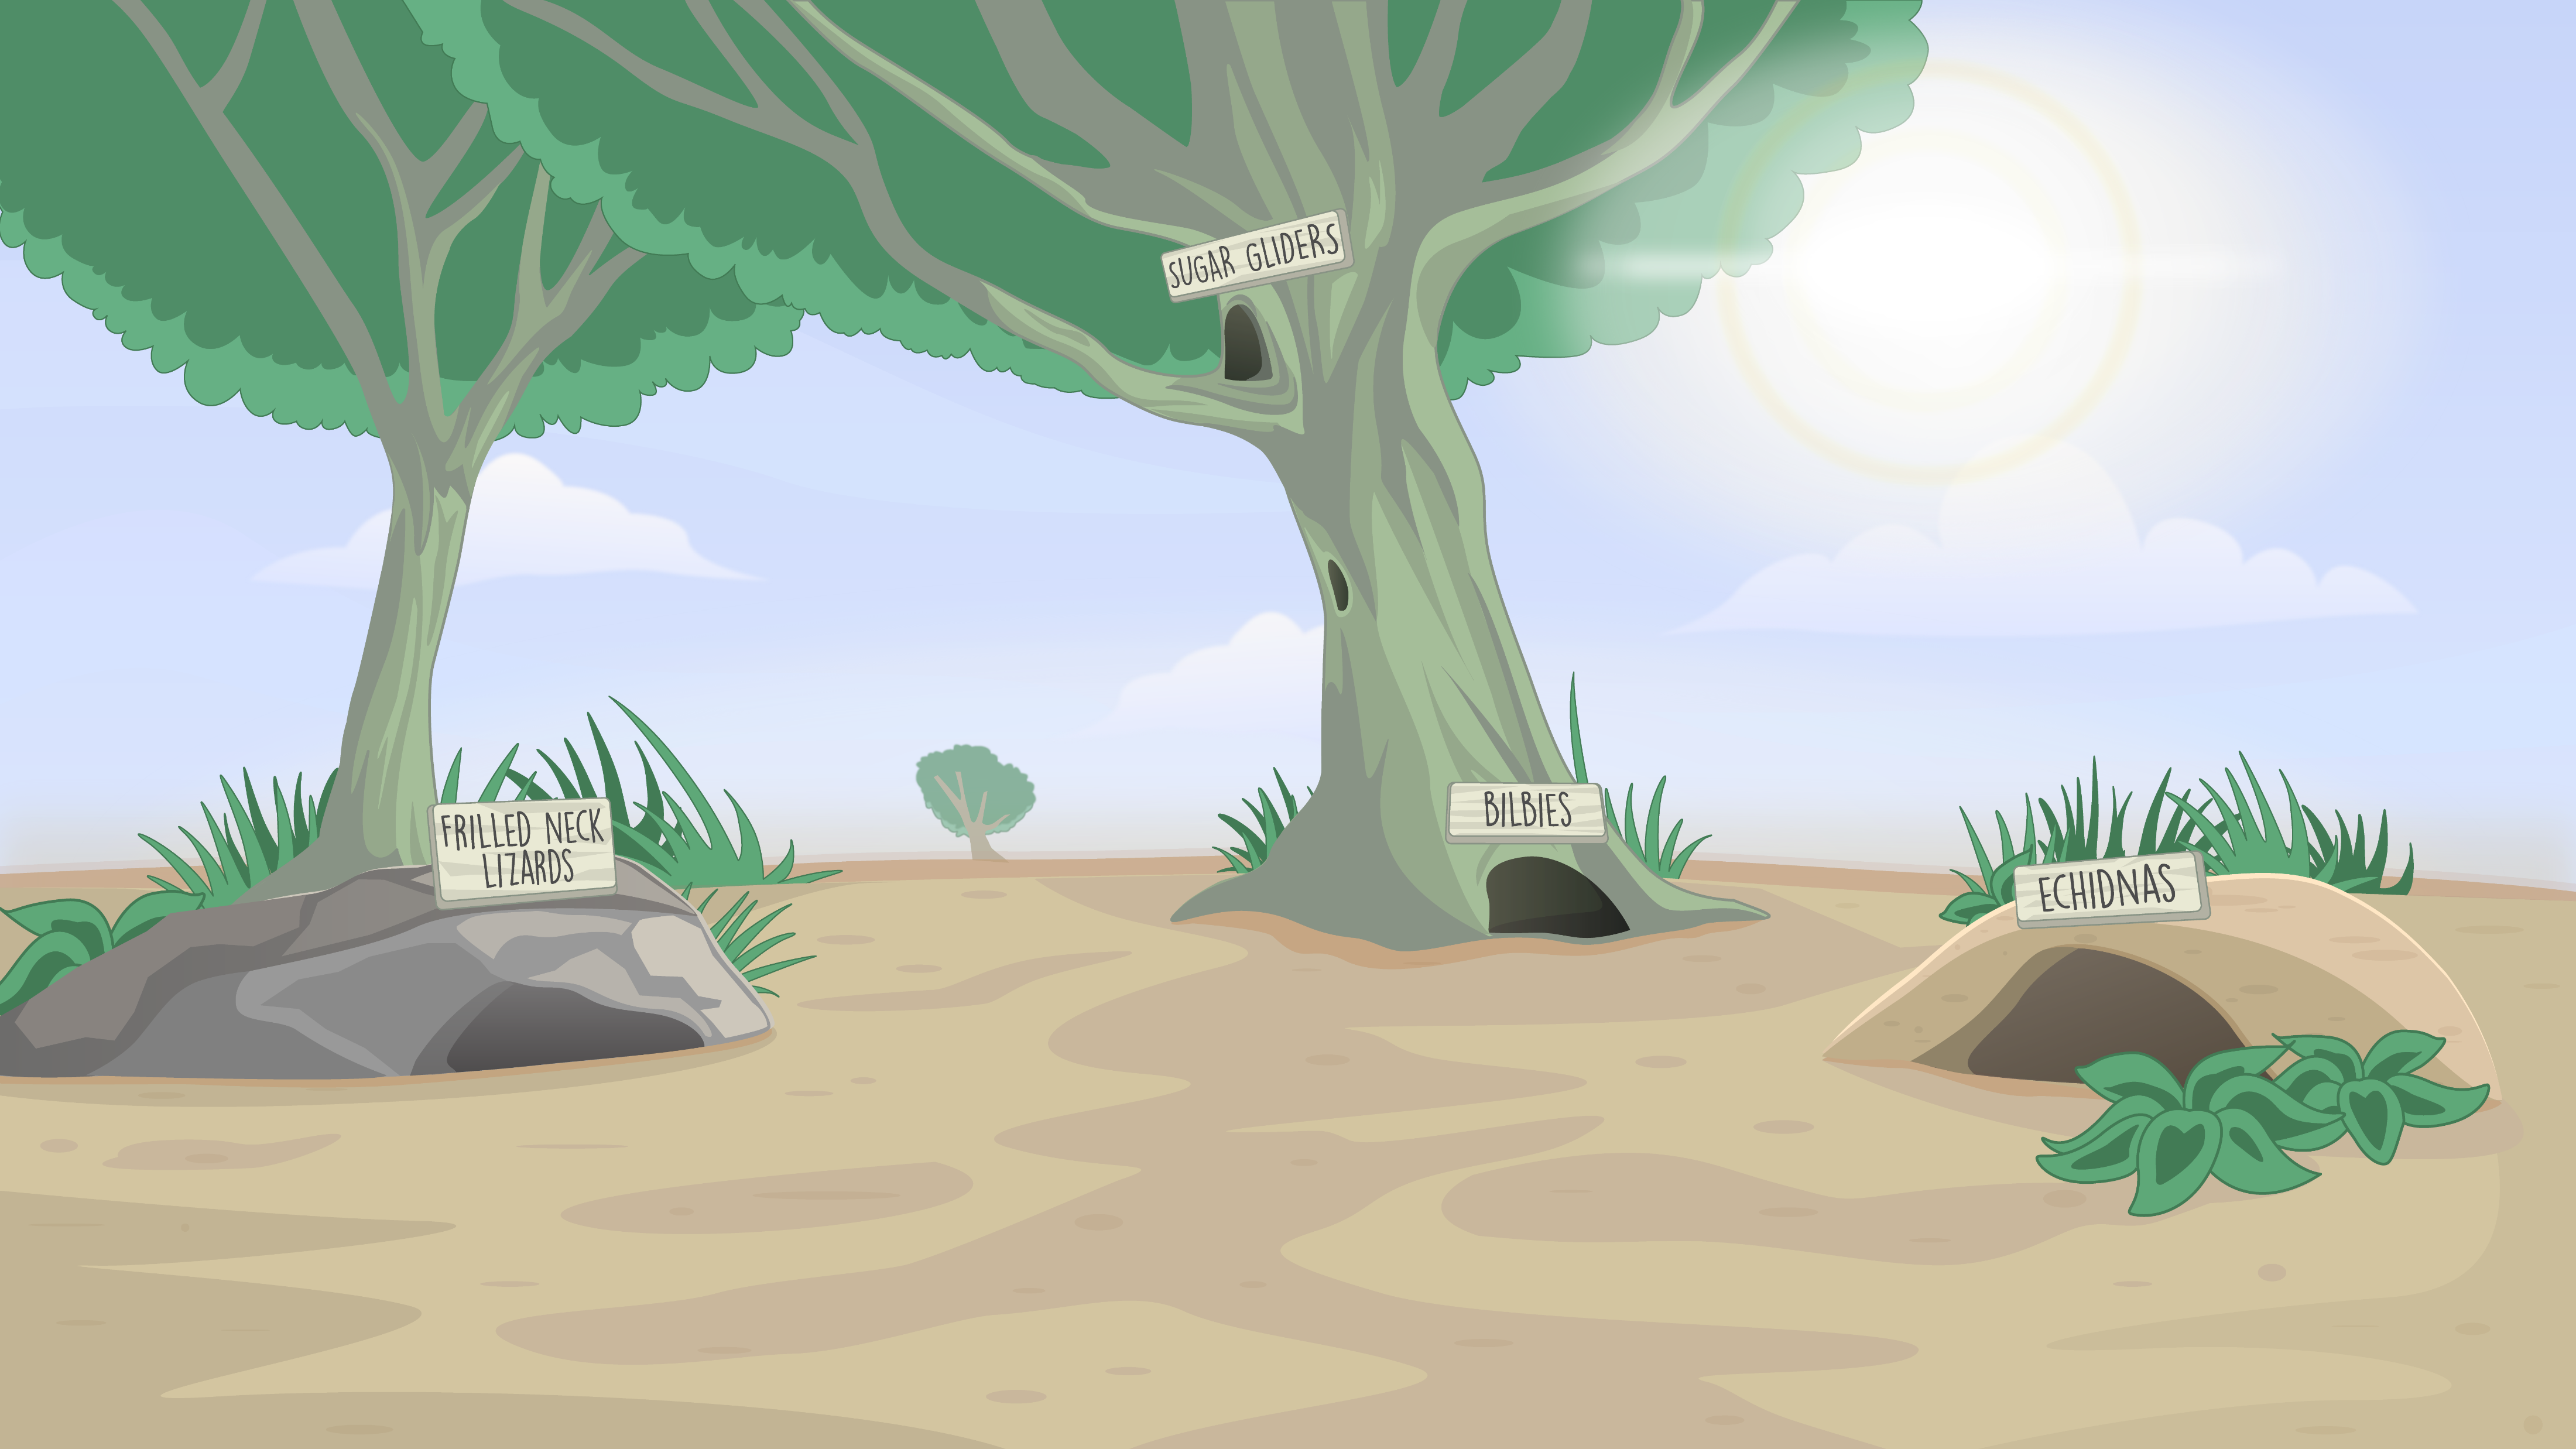 SUGAR GLIDERS
FRILLED NECK
LIZARDS
BILBIES
ECHIDNAS